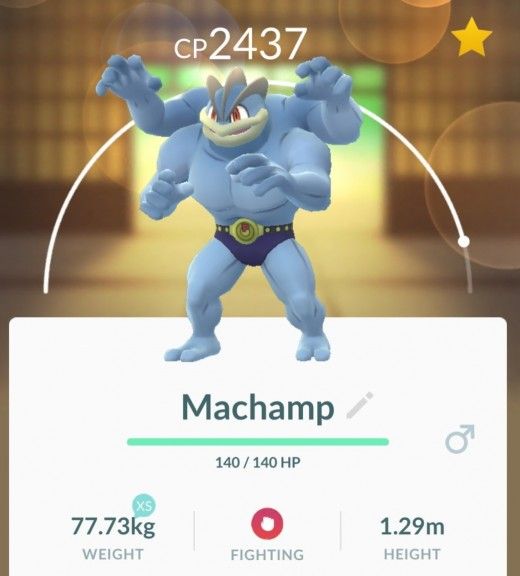 CP2437
Machamp
140 / 140 HP
XS
77.73kg
1.29m
WEIGHT
FIGHTING
HEIGHT